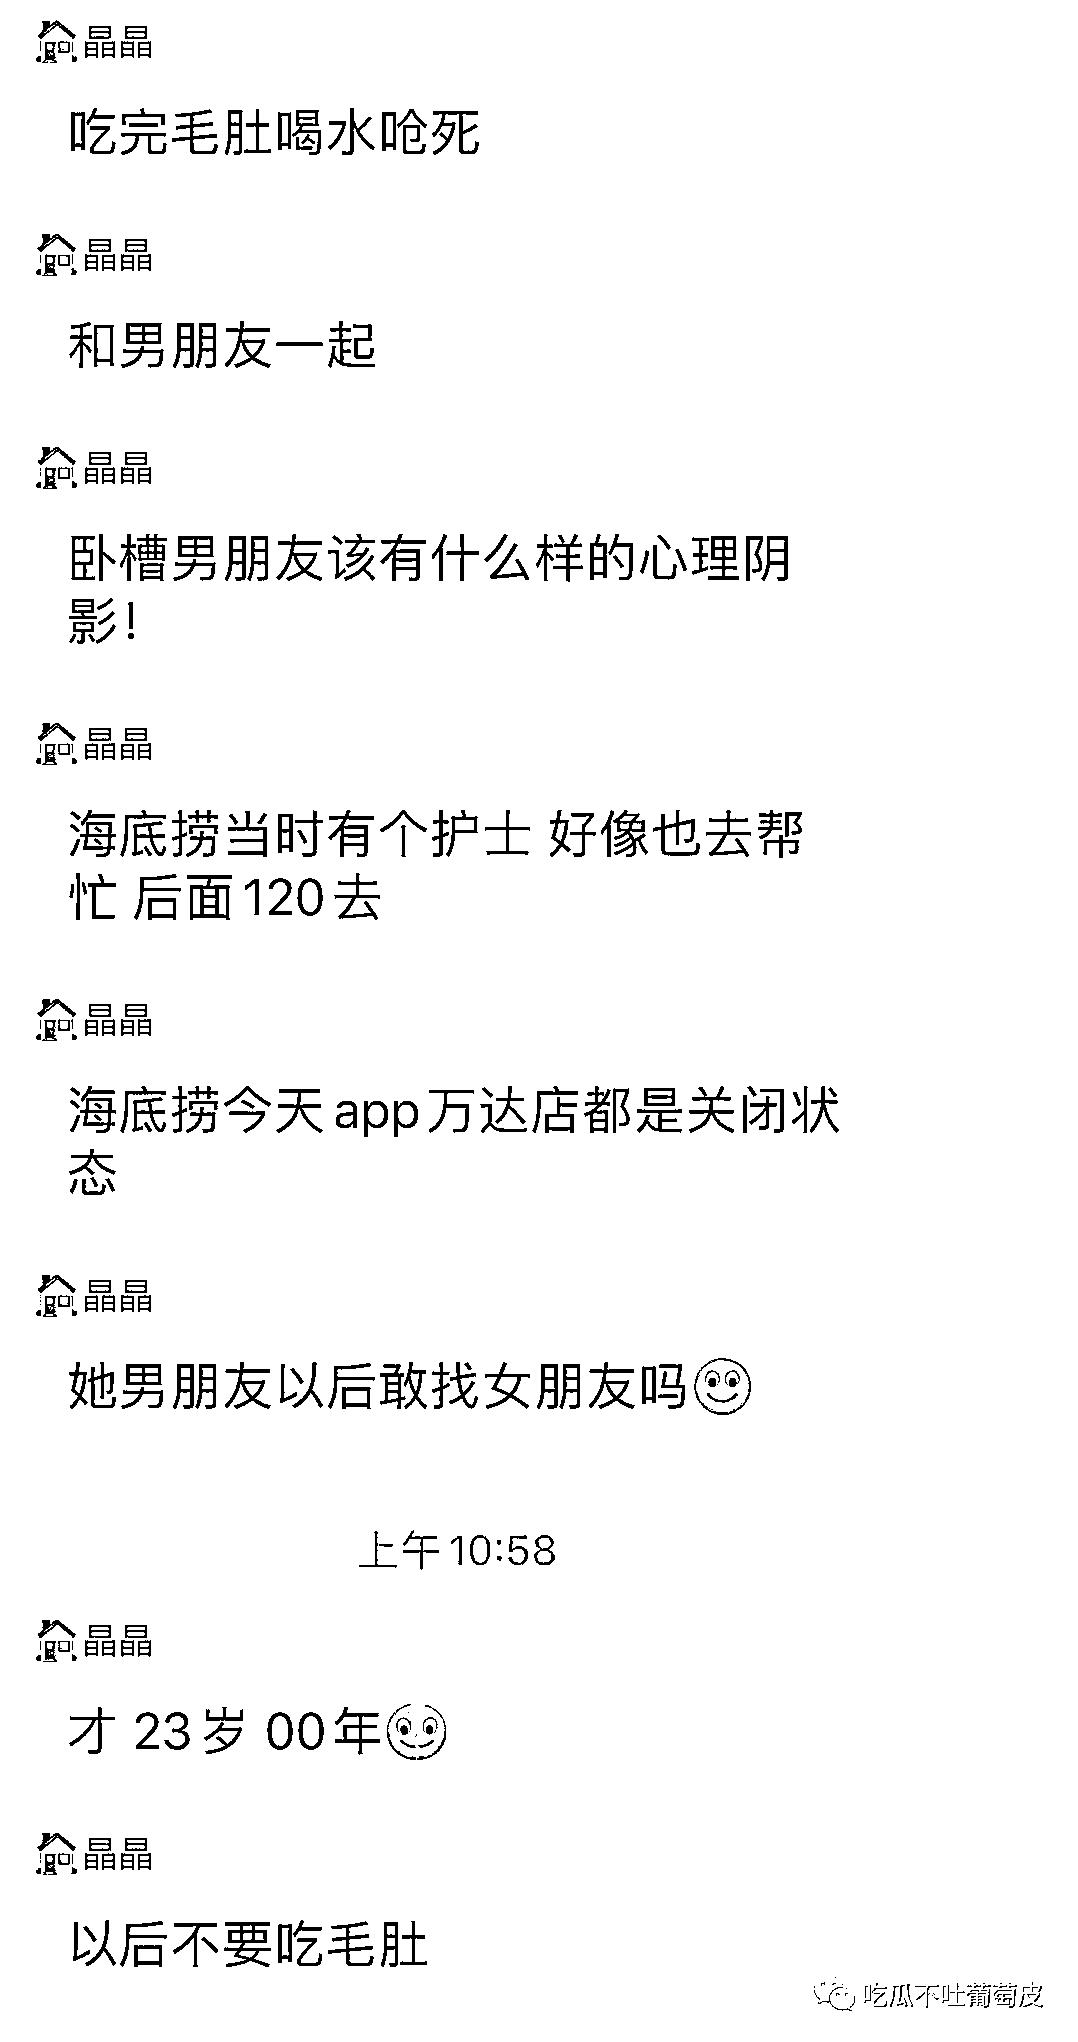 晶晶
吃完毛肚喝水呛死
晶晶
和男朋友一起
晶晶
卧槽男朋友该有什么样的心理阴
影!
晶晶
海底捞当时有个护士 好像也去帮
忙 后面120去
晶晶
海底捞今天app万达店都是关闭状
态
晶晶
她男朋友以后敢找女朋友吗
上午10:58
晶晶
才 23岁 00年
晶晶
以后不要吃毛肚
吃瓜不吐葡萄皮